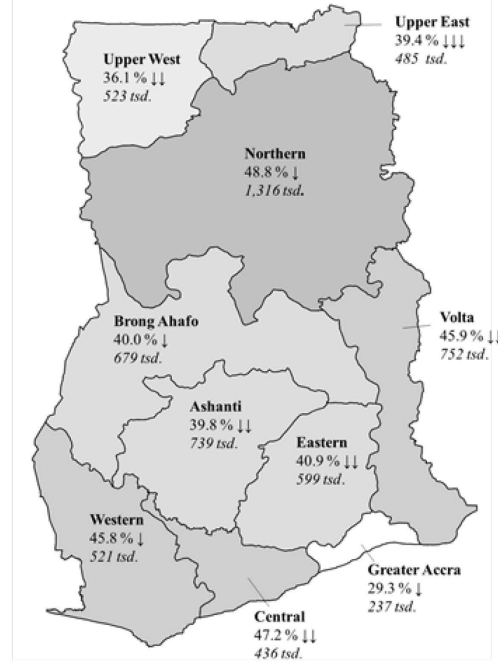 Upper East
39.4 % ↓↓↓
485 tsd.
Upper West
36.1 % ↓↓
523 tsd.
Northern
48.8 % ↓
1,316 tsd.
Brong Ahafo
40.0 % ↓
679 tsd.
Volta
45.9 % ↓↓
752 tsd.
Ashanti
39.8 % ↓↓
739 tsd.
Eastern
40.9 % ↓↓
599 tsd.
Western
45.8 % ↓
521 tsd.
Greater Accra
29.3 % ↓
237 tsd.
Central
47.2 % ↓↓
436 tsd.